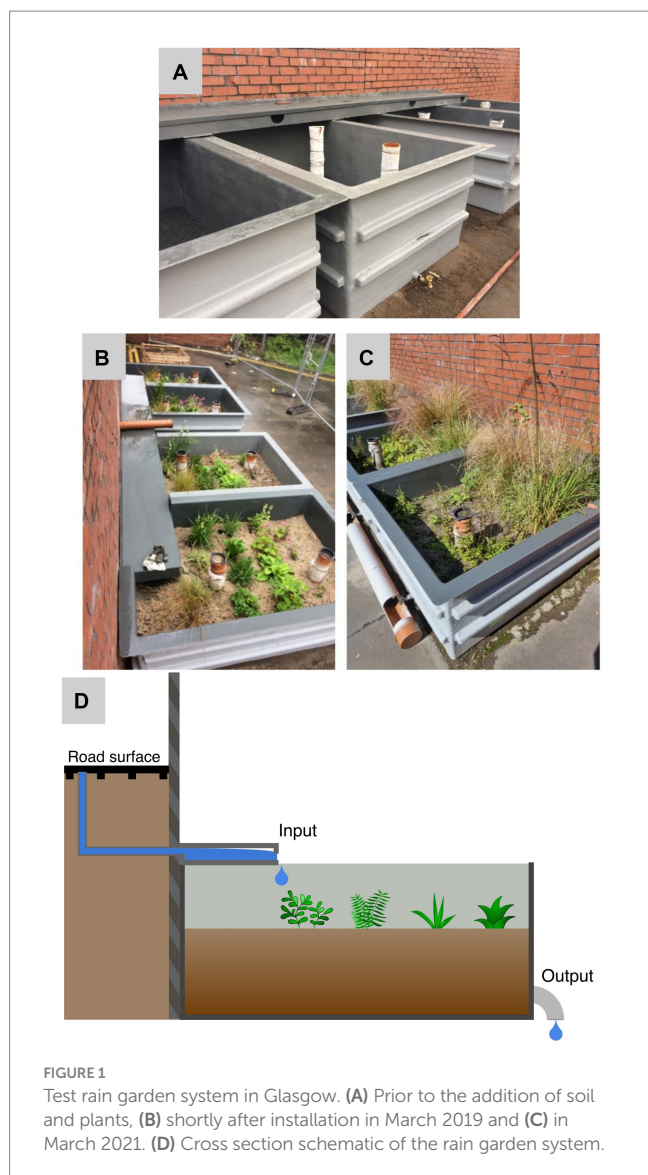 A
B
C
D
Road surface
Input
Output
FIGURE 1
Test rain garden system in Glasgow. (A) Prior to the addition of soil
and plants, (B) shortly after installation in March 2019 and (C) in
March 2021. (D) Cross section schematic of the rain garden system.